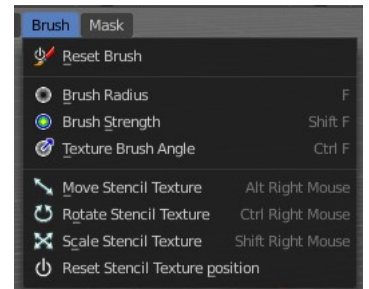 Brush Mask
Reset Brush
Brush Radius F
Brush Strength Shift F
Texture Brush Angle Ctrl F
Move Stencil Texture Alt Right Mouse
Rotate Stencil Texture Ctrl Right Mouse
Scale Stencil Texture Shift Right Mouse
Reset Stencil Texture position